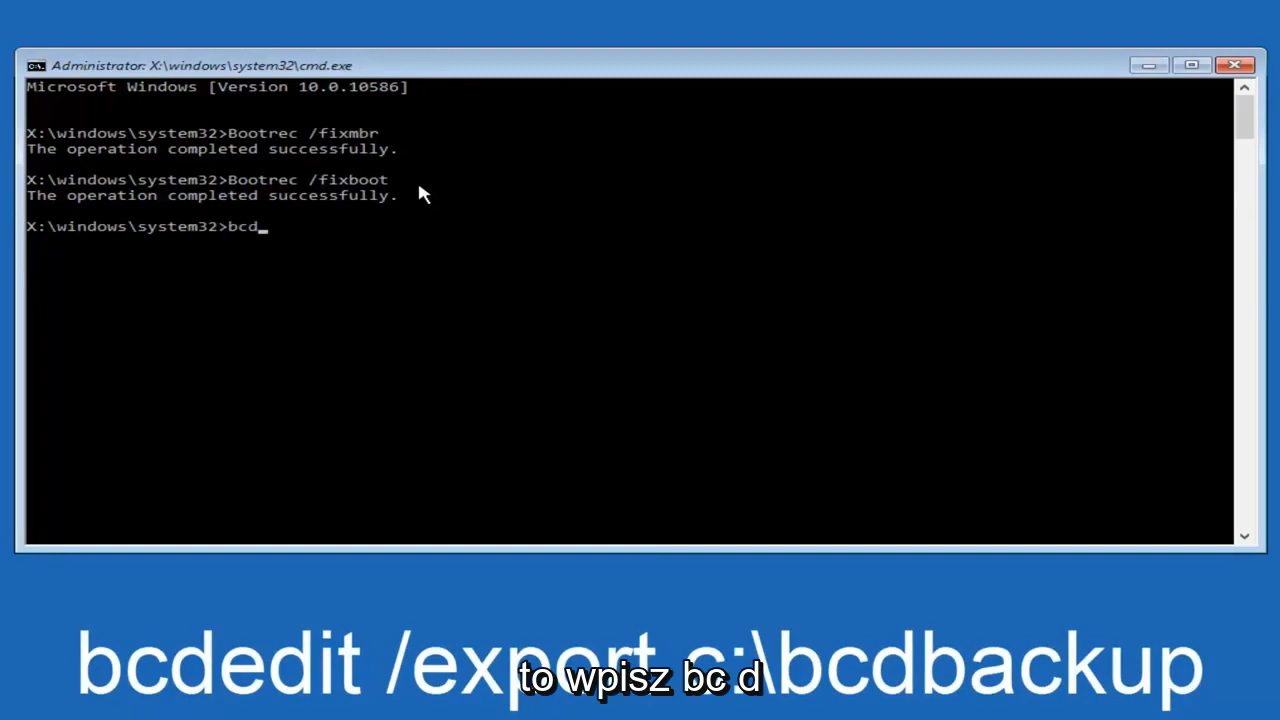 Administrator: X:\windows\system32\cmd.exe
Microsoft Windows [Version 10.0.10586]
X:\windows\system32>Bootrec /fixmbr
The operation completed successfully.
X:\windows\system32>Bootrec /fixboot
The operation completed successfully.
X:\windows\system32>bcd_
bcdedit /export c:\bcdbackup
to wpisz bc d